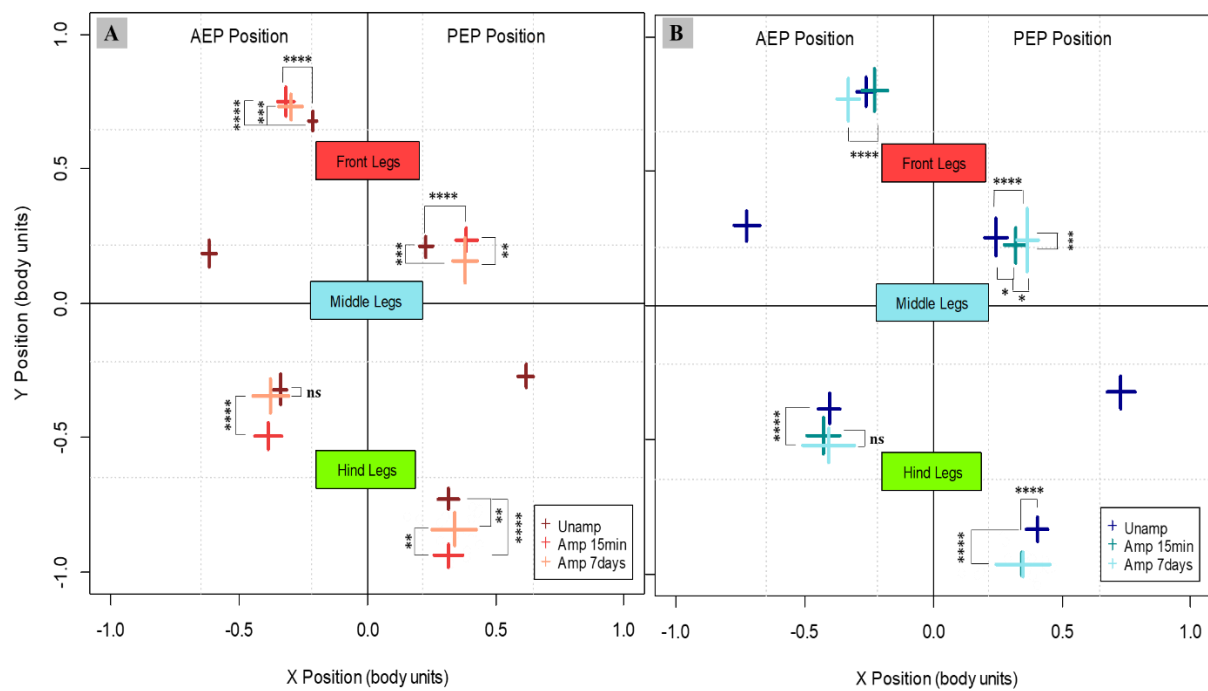 A
AEP Position
PEP Position
1.0
0.5
0.0
-0.5
-1.0
Y Position (body units)
****
****
***
Front Legs
****
***
**
Middle Legs
ns
****
Hind Legs
**
****
**
Unamp
Amp 15min
Amp 7days
-1.0
-0.5
0.0
0.5
1.0
X Position (body units)
B
AEP Position
PEP Position
****
Front Legs
****
***
*
*
Middle Legs
****
ns
Hind Legs
****
****
Unamp
Amp 15min
Amp 7days
-1.0
-0.5
0.0
0.5
1.0
X Position (body units)